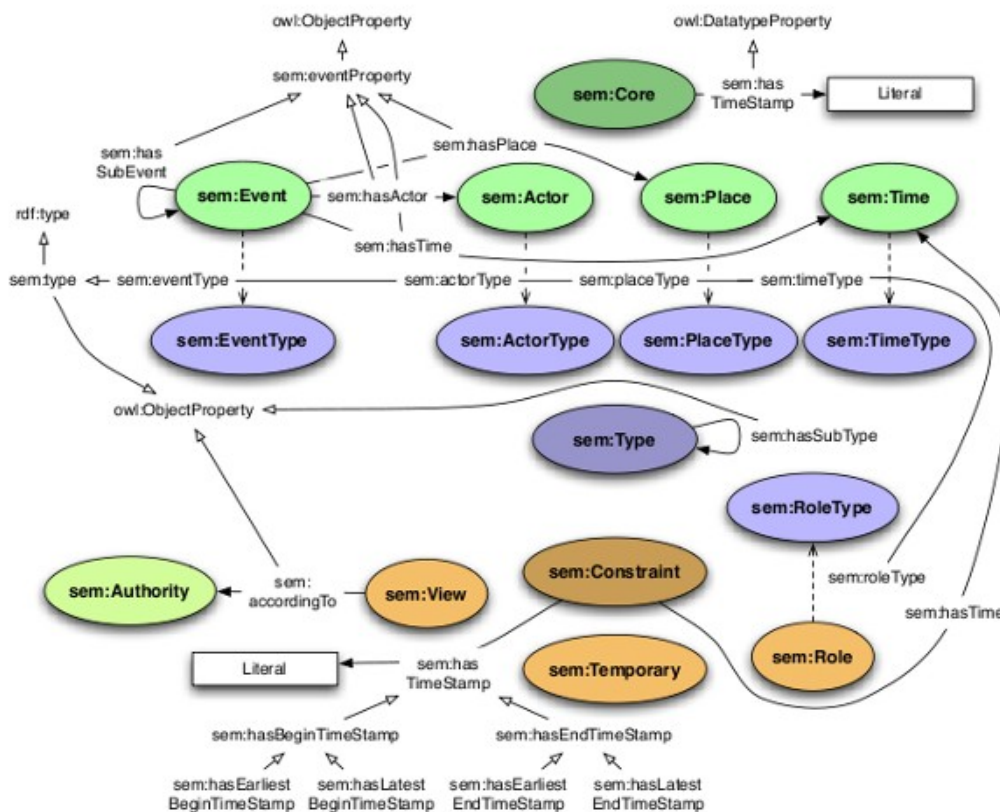 owl:ObjectProperty
owl:DatatypeProperty
sem:eventProperty
sem:Core
sem:has
TimeStamp
Literal
sem:has
SubEvent
sem:hasPlace
sem:Event
sem:hasActor
sem:Actor
sem:Place
sem:Time
rdf:type
sem:hasTime
sem:type
sem:eventType
sem:actorType
sem:placeType
sem:timeType
sem:EventType
sem:ActorType
sem:PlaceType
sem:TimeType
owl:ObjectProperty
sem:Type
sem:hasSubType
sem:RoleType
sem:Authority
sem:
accordingTo
sem:View
sem:Constraint
sem:roleType
sem:hasTime
Literal
sem:has
TimeStamp
sem:Temporary
sem:Role
sem:hasBeginTimeStamp
sem:hasEndTimeStamp
sem:hasEarliest
BeginTimeStamp
sem:hasLatest
BeginTimeStamp
sem:hasEarliest
EndTimeStamp
sem:hasLatest
EndTimeStamp